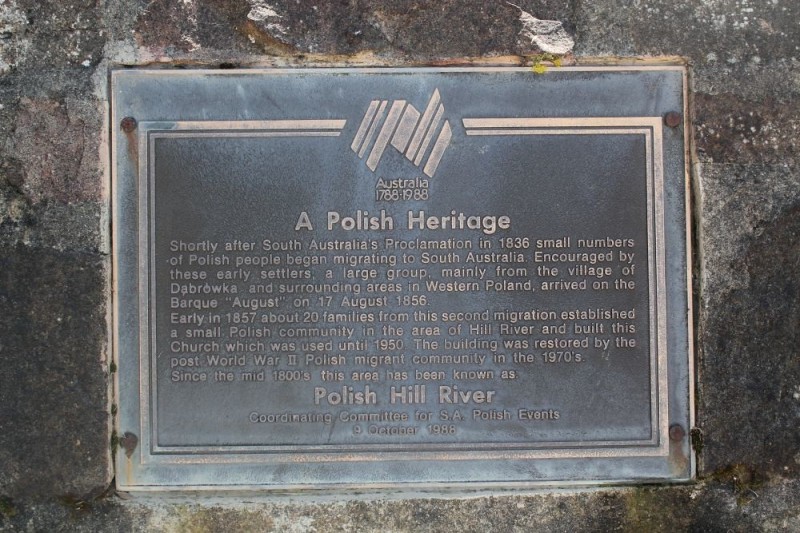 Australia
1788-1988
A Polish Heritage
Shortly after South Australia's Proclamation in 1836 small numbers
of Polish people began migrating to South Australia. Encouraged by
these early settlers, a large group, mainly from the village of
Dąbrówka and surrounding areas in Western Poland, arrived on the
Barque "August" on 17 August 1856.
Early in 1857 about 20 families from this second migration established
a small Polish community in the area of Hill River and built this
Church which was used until 1950. The building was restored by the
post World War II Polish migrant community in the 1970's.
Since the mid 1800's this area has been known as:
Polish Hill River
Coordinating Committee for S.A. Polish Events
9 October 1988